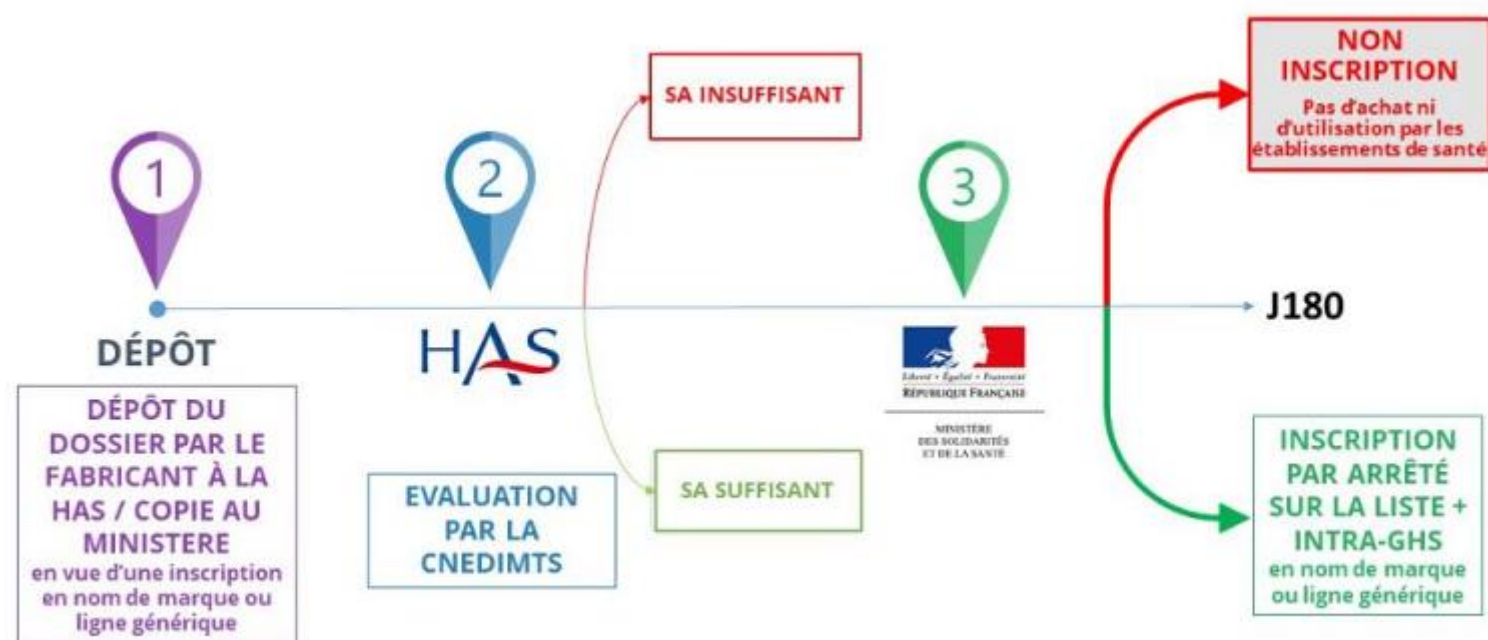 1
DÉPÔT
DÉPÔT DU
DOSSIER PAR LE
FABRICANT À LA
HAS / COPIE AU
MINISTERE
en vue d'une inscription
en nom de marque ou
ligne générique
2
HAS
EVALUATION
PAR LA
CNEDIMTS
SA INSUFFISANT
SA SUFFISANT
3
Liberté • Égalité • Fraternité
RÉPUBLIQUE FRANÇAISE
MINISTÈRE
DES SOLIDARITÉS
ET DE LA SANTÉ
NON
INSCRIPTION
Pas d'achat ni
d'utilisation par les
établissements de santé
J180
INSCRIPTION
PAR ARRÊTÉ
SUR LA LISTE +
INTRA-GHS
en nom de marque
ou ligne générique